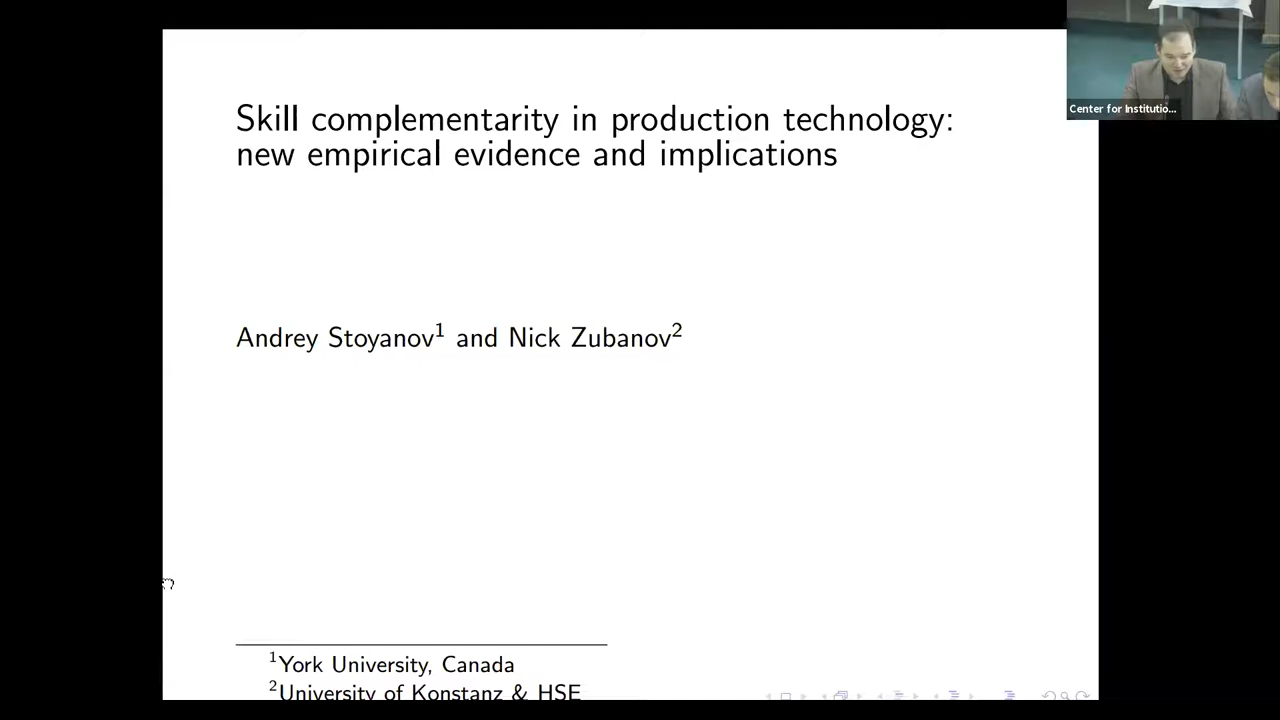 Center for Institutio...
Skill complementarity in production technology:
new empirical evidence and implications
Andrey Stoyanov1 and Nick Zubanov2
1York University, Canada
2University of Konstanz & HSE